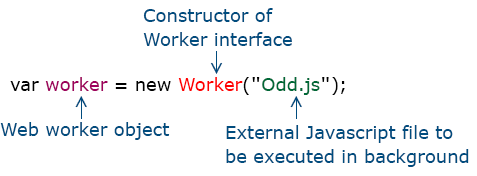 Constructor of
Worker interface
var worker = new Worker("Odd.js");
Web worker object
External Javascript file to
be executed in background